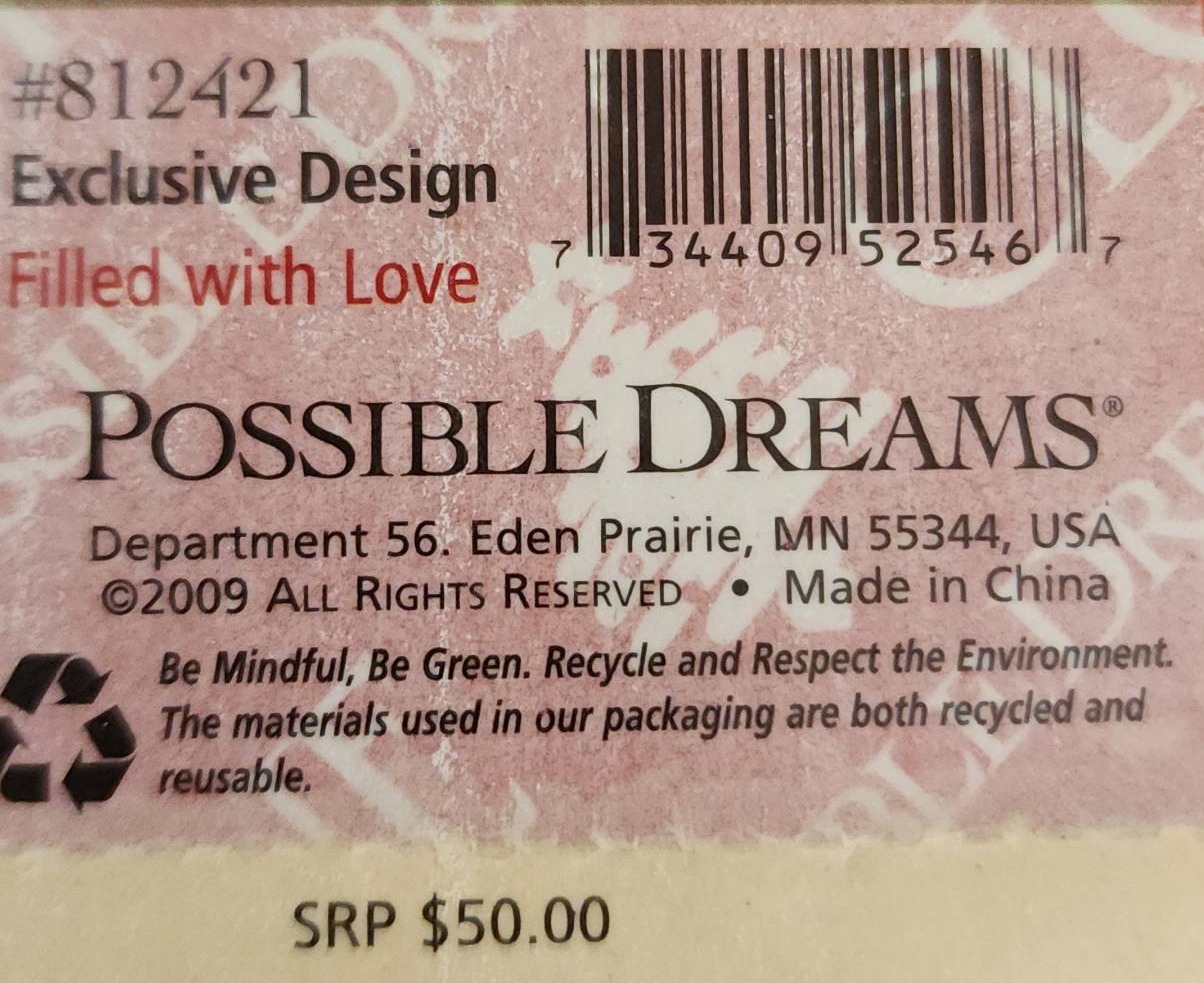 #812421
Exclusive Design
Filled with Love
7 34409 52546 7
POSSIBLE DREAMS®
Department 56. Eden Prairie, MN 55344, USA
©2009 ALL RIGHTS RESERVED • Made in China
Be Mindful, Be Green. Recycle and Respect the Environment.
The materials used in our packaging are both recycled and
reusable.
SRP $50.00